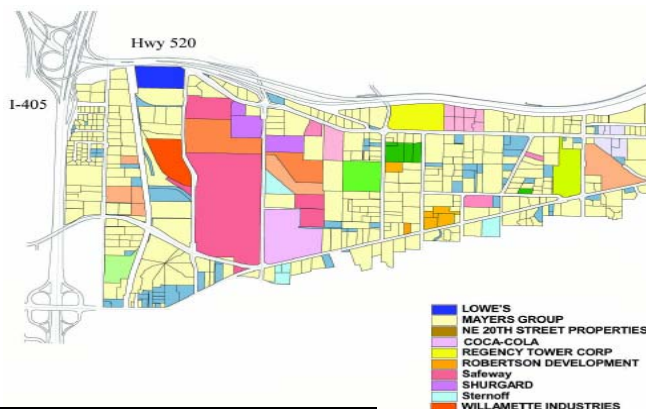 Hwy 520
I-405
LOWE'S
MAYERS GROUP
NE 20TH STREET PROPERTIES
COCA-COLA
REGENCY TOWER CORP
ROBERTSON DEVELOPMENT
Safeway
SHURGARD
Sternoff
WILLAMETTE INDUSTRIES